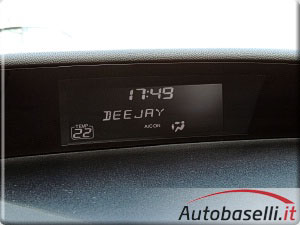 17:49
DEEJAY
TEMP
22
A/C ON
Autobaselli.it